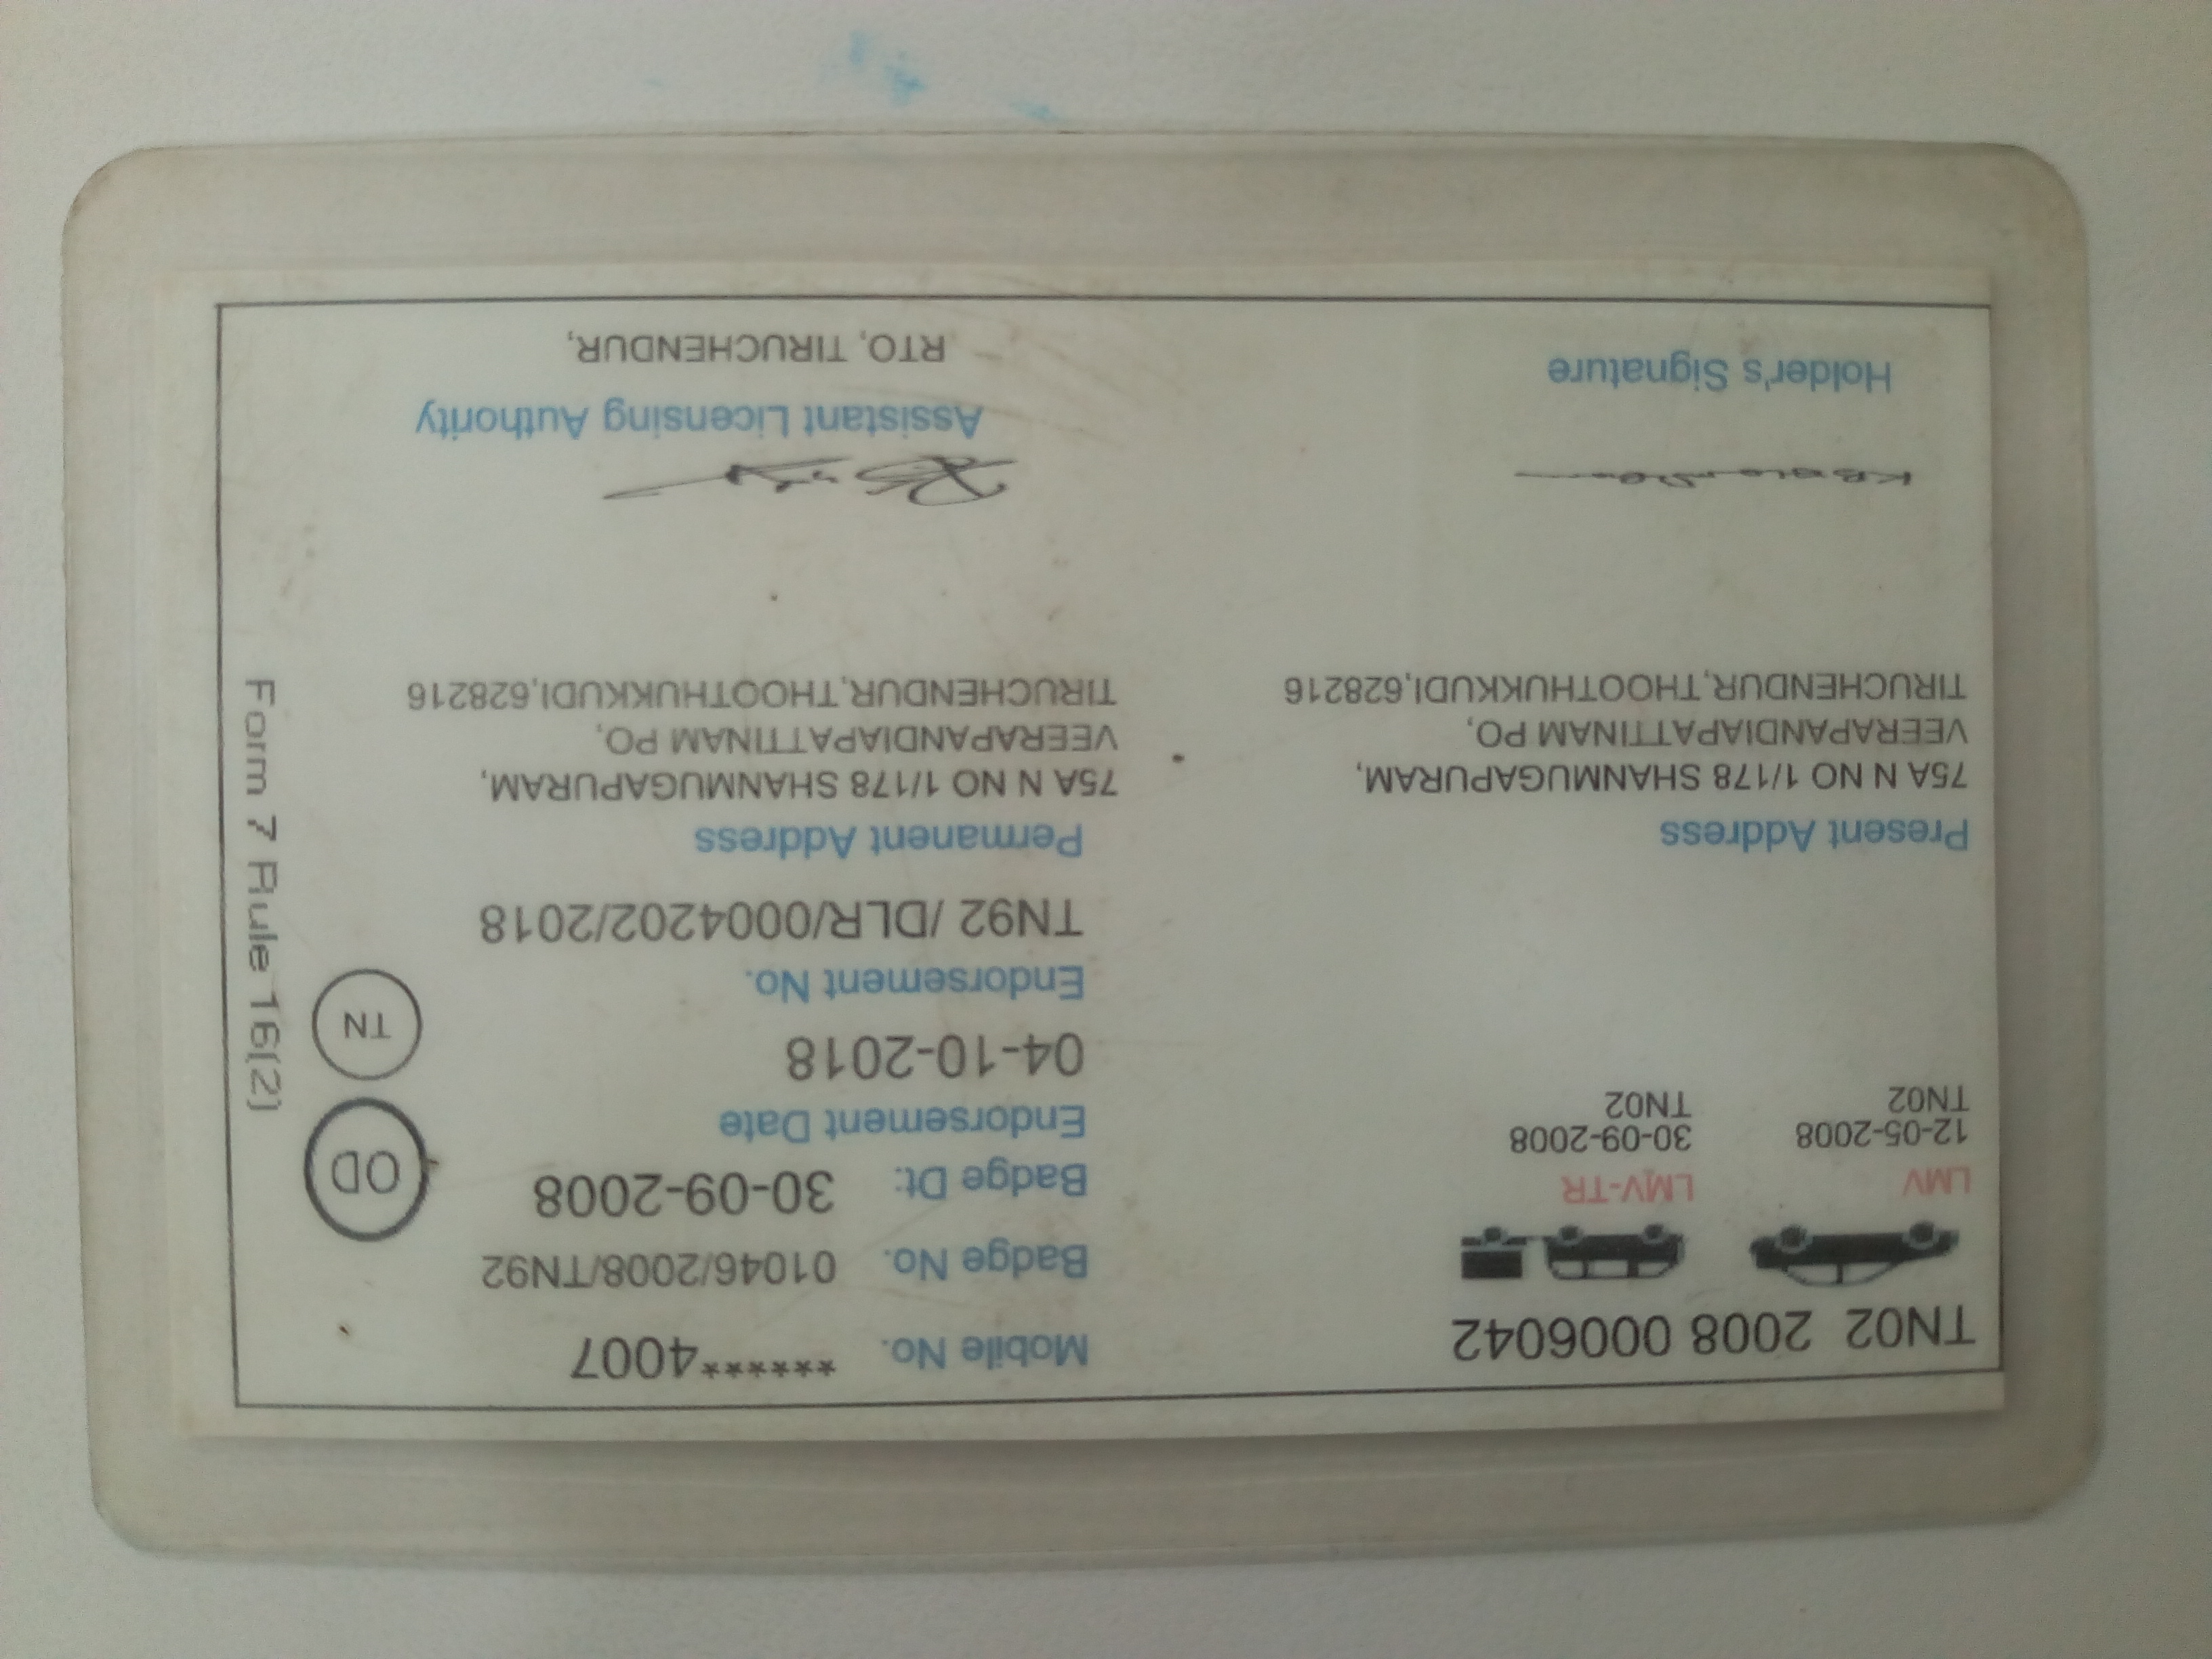 TN02 2008 0006042
LMV
12-05-2008
TN02
LMV-TR
30-09-2008
TN02
Present Address
75A N NO 1/178 SHANMUGAPURAM,
VEERAPANDIAPATTINAM PO,
TIRUCHENDUR,THOOTHUKKUDI,628216
Holder's Signature
Mobile No. ******4007
Badge No. 01046/2008/TN92
Badge Dt: 30-09-2008
Endorsement Date
04-10-2018
Endorsement No.
TN92 /DLR/0004202/2018
Permanent Address
75A N NO 1/178 SHANMUGAPURAM,
VEERAPANDIAPATTINAM PO,
TIRUCHENDUR,THOOTHUKKUDI,628216
Assistant Licensing Authority
RTO, TIRUCHENDUR,
OD
TN
Form 7 Rule 16(2)